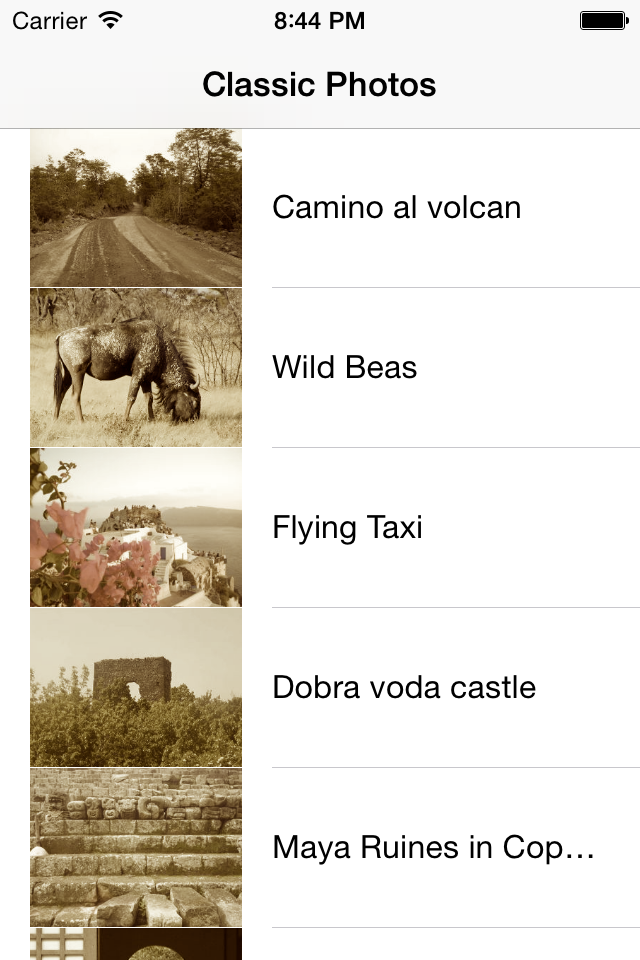 Carrier 8:44 PM
Classic Photos
Camino al volcan
Wild Beas
Flying Taxi
Dobra voda castle
Maya Ruines in Cop…